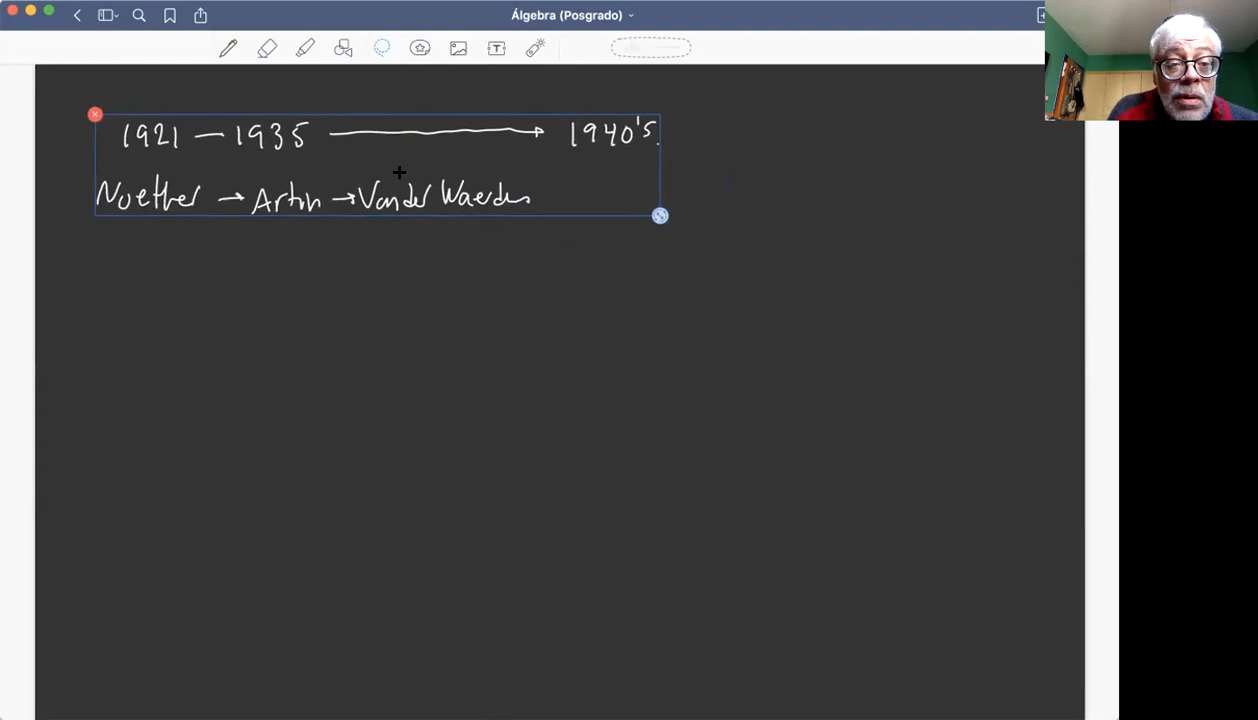 Álgebra (Posgrado)
1921 — 1935 → 1940's.
Noether → Artin → Van der Waerden